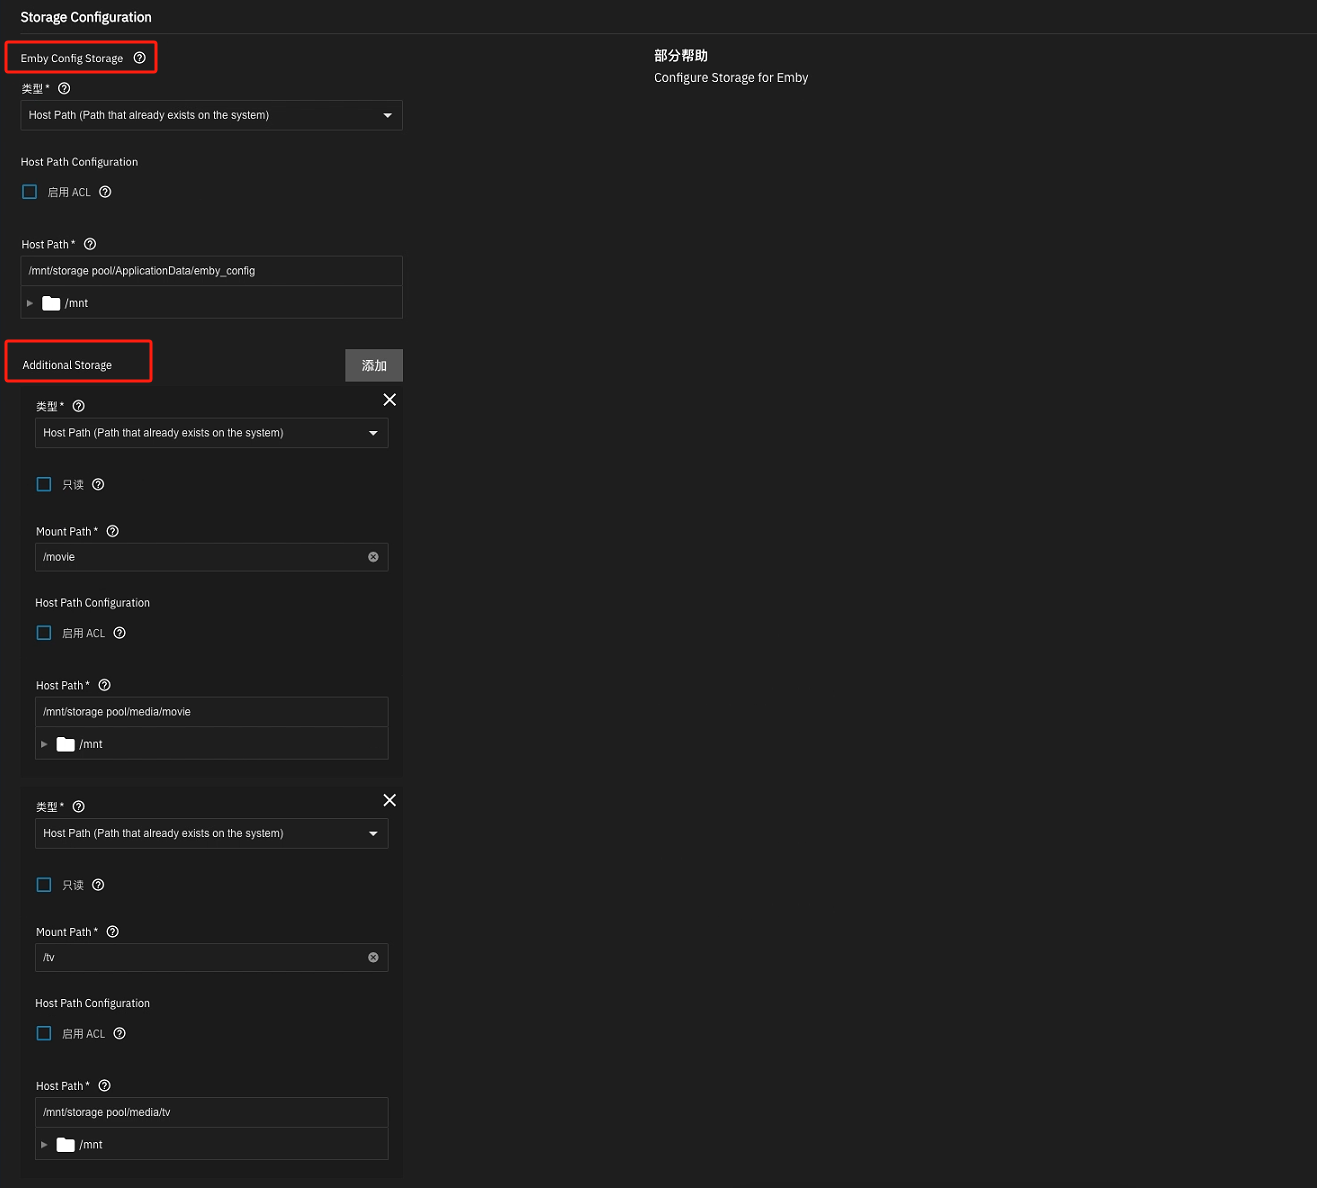 Storage Configuration
Emby Config Storage
部分帮助
Configure Storage for Emby
类型*
Host Path (Path that already exists on the system)
Host Path Configuration
启用 ACL
Host Path*
/mnt/storage pool/ApplicationData/emby_config
/mnt
Additional Storage
添加
类型*
Host Path (Path that already exists on the system)
只读
Mount Path*
/movie
Host Path Configuration
启用 ACL
Host Path*
/mnt/storage pool/media/movie
/mnt
类型*
Host Path (Path that already exists on the system)
只读
Mount Path*
/tv
Host Path Configuration
启用 ACL
Host Path*
/mnt/storage pool/media/tv
/mnt